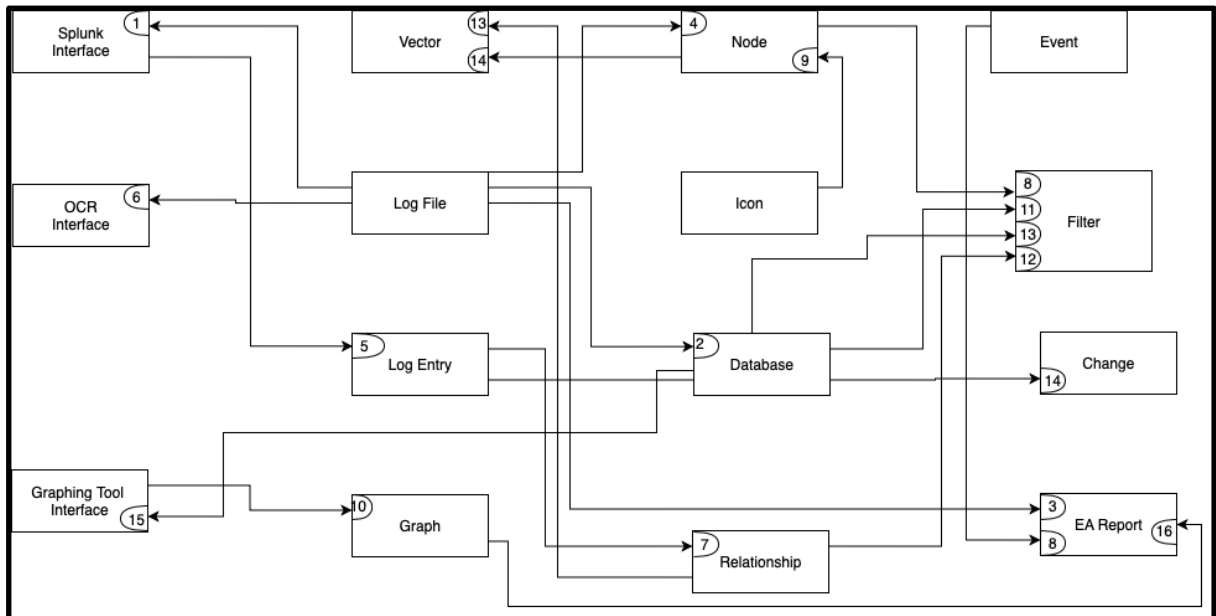 Splunk
Interface
1
Vector
13
14
4
Node
9
Event
OCR
Interface
6
Log File
Icon
8
11
13
12
Filter
5
Log Entry
2
Database
Change
14
Graphing Tool
Interface
15
10
Graph
7
Relationship
3
EA Report
8
16